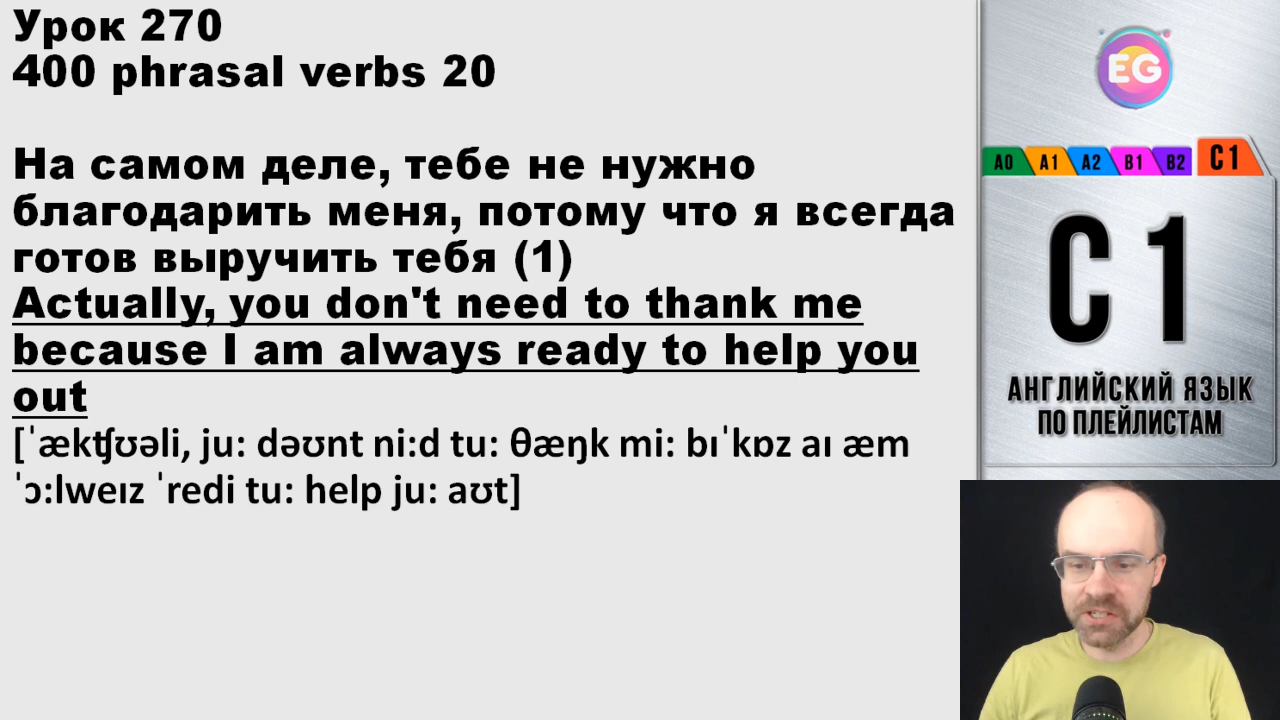 Урок 270
400 phrasal verbs 20
На самом деле, тебе не нужно
благодарить меня, потому что я всегда
готов выручить тебя (1)
Actually, you don't need to thank me
because I am always ready to help you
out
[ˈækʧʊəli, ju: dəʊnt ni:d tu: θæŋk mi: bɪˈkɒz aɪ æm
ˈɔ:lweɪz ˈredi tu: help ju: aʊt]
EG
A0 A1 A2 B1 B2 C1
C1
АНГЛИЙСКИЙ ЯЗЫК
ПО ПЛЕЙЛИСТАМ